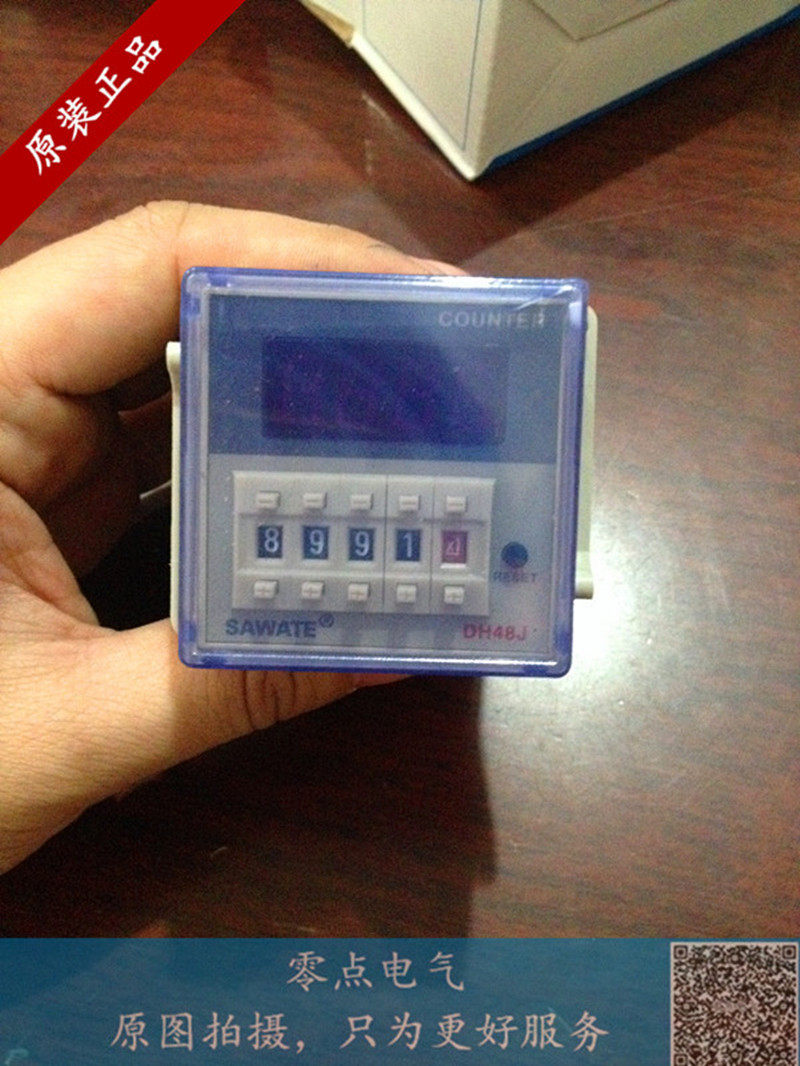 原装正品
COUNTER
8 9 9 1
RESET
SAWATE®
DH48J
零点电气
原图拍摄，只为更好服务